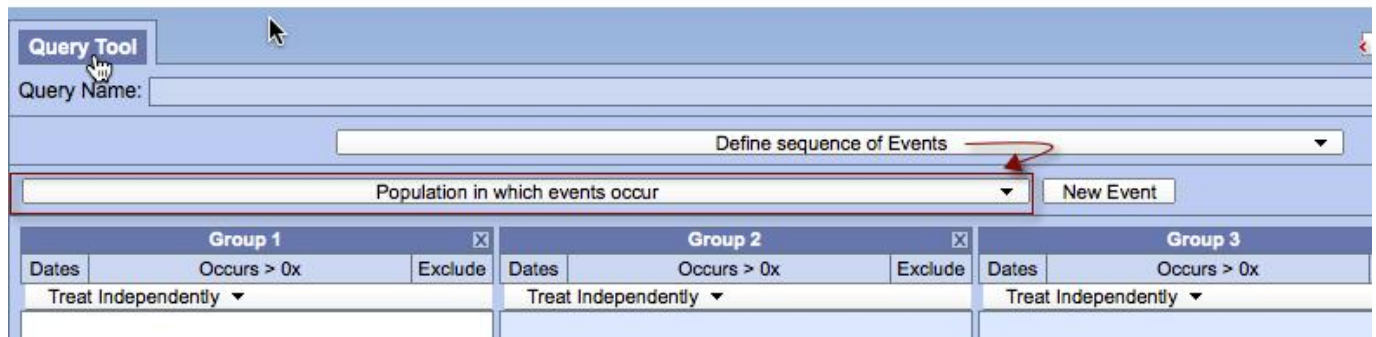 Query Tool
Query Name:
Define sequence of Events
Population in which events occur New Event
Group 1 X Group 2 X Group 3
Dates Occurs > 0x Exclude Dates Occurs > 0x Exclude Dates Occurs > 0x
Treat Independently Treat Independently Treat Independently